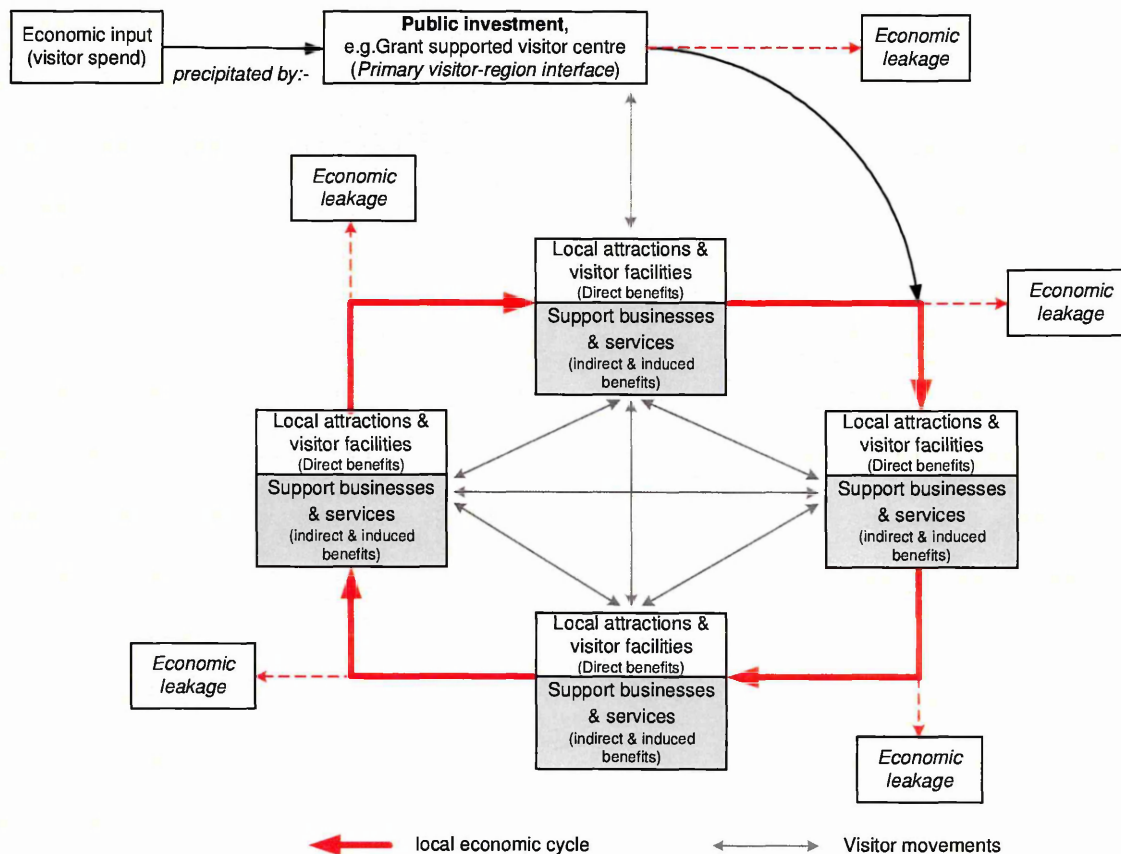 Economic input
(visitor spend)
precipitated by:-
Public investment,
e.g.Grant supported visitor centre
(Primary visitor-region interface)
Economic
leakage
Economic
leakage
Local attractions &
visitor facilities
(Direct benefits)
Support businesses
& services
(indirect & induced
benefits)
Economic
leakage
Local attractions &
visitor facilities
(Direct benefits)
Support businesses
& services
(indirect & induced
benefits)
Local attractions &
visitor facilities
(Direct benefits)
Support businesses
& services
(indirect & induced
benefits)
Local attractions &
visitor facilities
(Direct benefits)
Support businesses
& services
(indirect & induced
benefits)
Economic
leakage
Economic
leakage
local economic cycle
Visitor movements